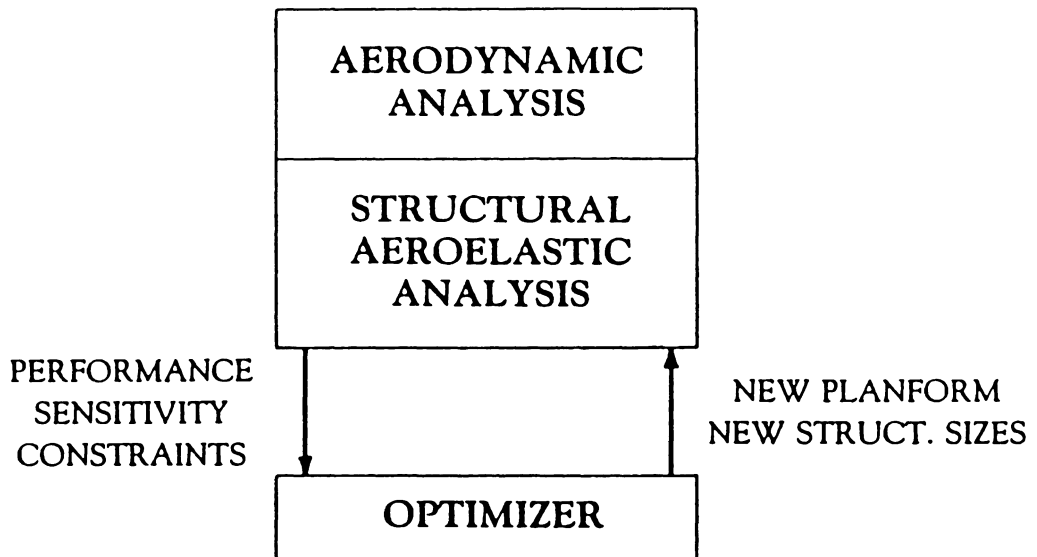 AERODYNAMIC
ANALYSIS
STRUCTURAL
AEROELASTIC
ANALYSIS
PERFORMANCE
SENSITIVITY
CONSTRAINTS
NEW PLANFORM
NEW STRUCT. SIZES
OPTIMIZER